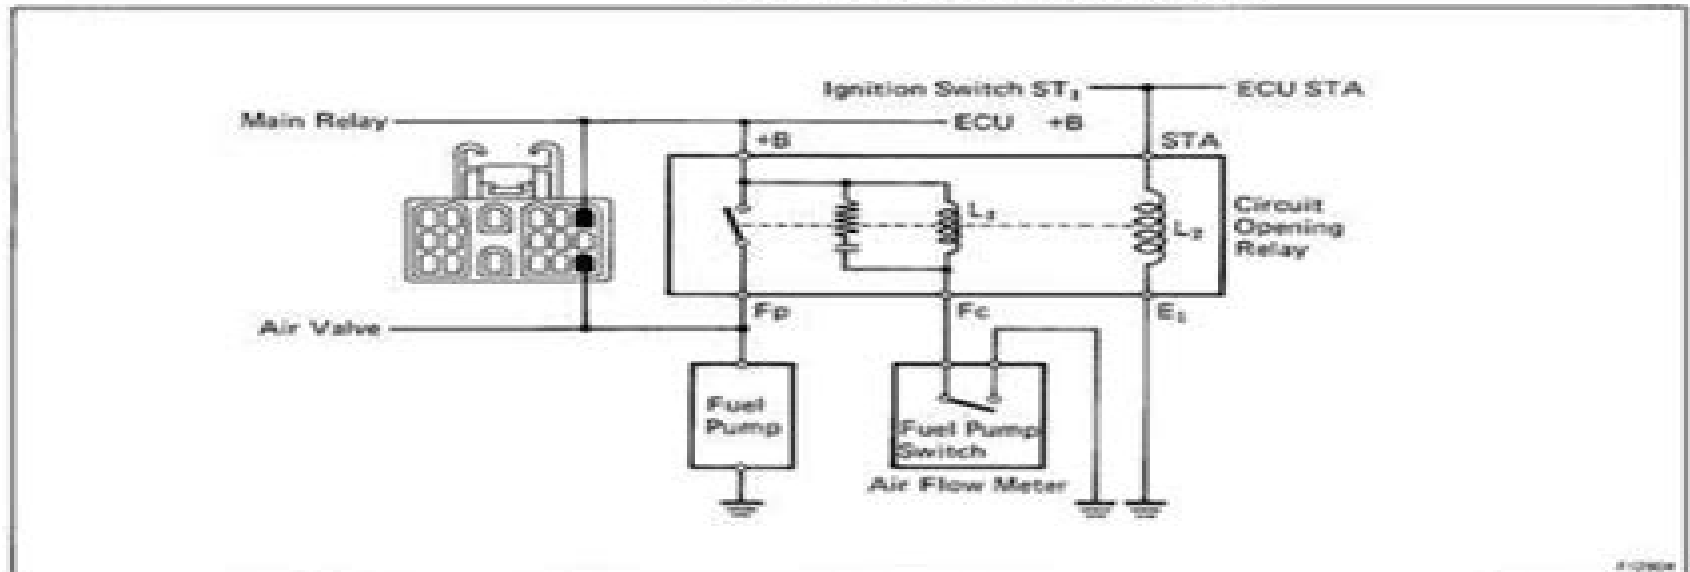 Ignition Switch ST₁
ECU STA
Main Relay
ECU +B
+B
STA
L₁
L₂
Circuit
Opening
Relay
Fp
Fc
E₁
Air Valve
Fuel
Pump
Fuel Pump
Switch
Air Flow Meter